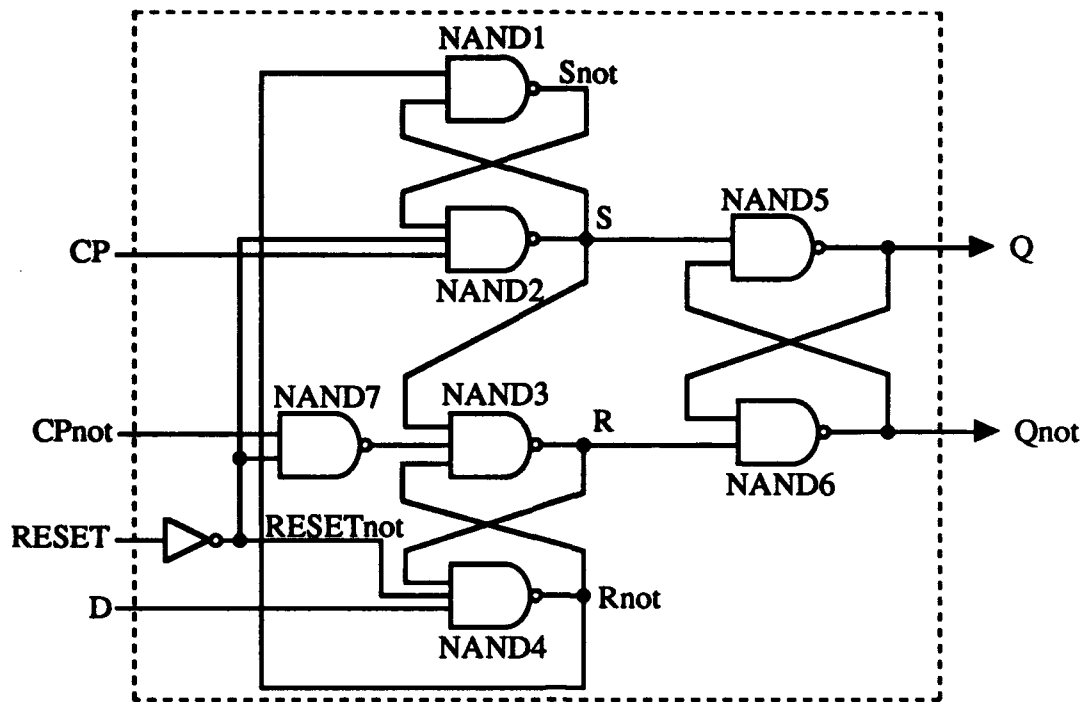 NAND1
Snot
NAND5
S
CP
Q
NAND2
NAND7
NAND3
CPnot
R
Qnot
NAND6
RESET
RESETnot
D
Rnot
NAND4